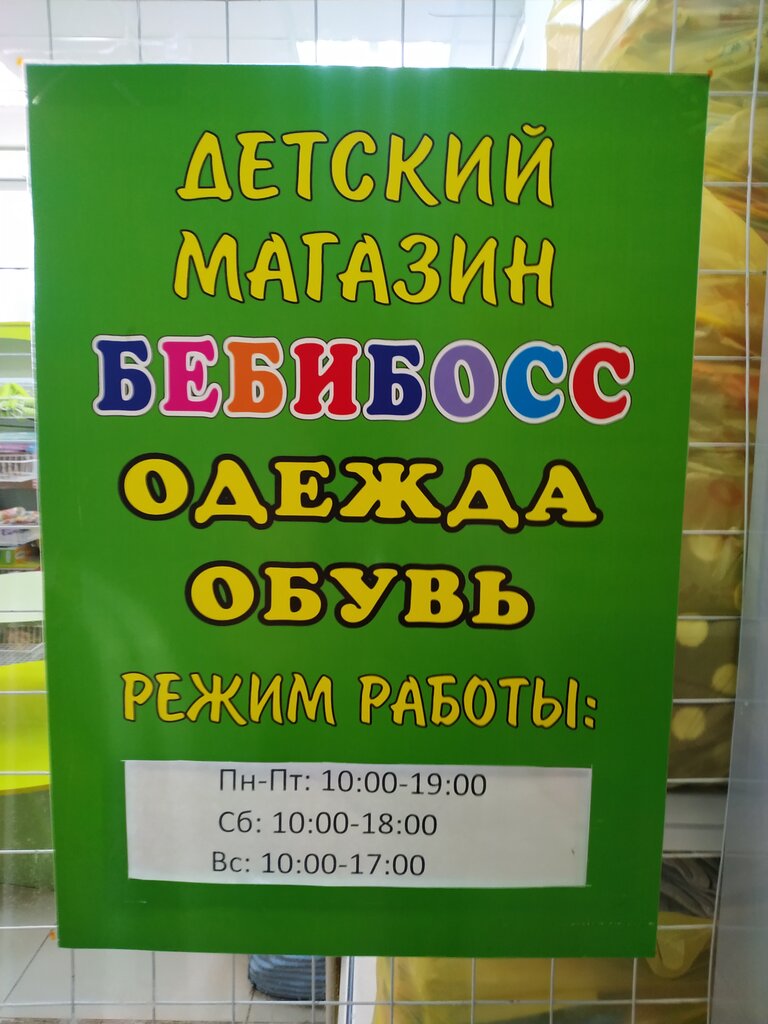 ДЕТСКИЙ
МАГАЗИН
БЕБИБОСС
ОДЕЖДА
ОБУВЬ
РЕЖИМ РАБОТЫ:
Пн-Пт: 10:00-19:00
Сб: 10:00-18:00
Вс: 10:00-17:00